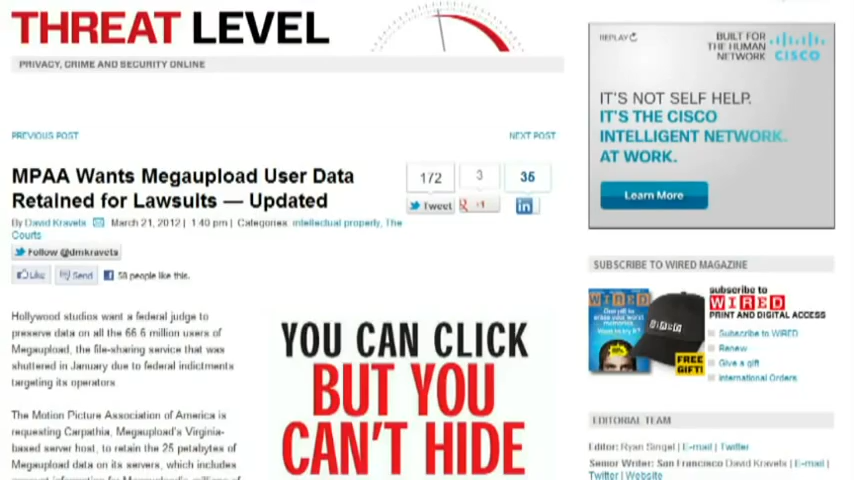 THREAT LEVEL
PRIVACY, CRIME AND SECURITY ONLINE
PREVIOUS POST
NEXT POST
MPAA Wants Megaupload User Data
Retained for Lawsuits — Updated
By David Kravets
March 21, 2012 | 1:40 pm | Categories: intellectual property, The
Courts
Follow @dmkravets
Like
Send
58 people like this.
172
3
35
Tweet
+1
in
Hollywood studios want a federal judge to
preserve data on all the 66.6 million users of
Megaupload, the file-sharing service that was
shuttered in January due to federal indictments
targeting its operators
The Motion Picture Association of America is
requesting Carpathia, Megaupload's Virginia-
based server host, to retain the 25 petabytes of
Megaupload data on its servers, which includes
YOU CAN CLICK
BUT YOU
CAN'T HIDE
REPLAY
BUILT FOR
THE HUMAN
NETWORK
CISCO
IT'S NOT SELF HELP.
IT'S THE CISCO
INTELLIGENT NETWORK.
AT WORK.
Learn More
SUBSCRIBE TO WIRED MAGAZINE
WIRED
WIRED
FREE
GIFT!
subscribe to
WIRED
PRINT AND DIGITAL ACCESS
Subscribe to WIRED
Renew
Give a gift
International Orders
EDITORIAL TEAM
Editor: Ryan Singel | E-mail | Twitter
Senior Writer: San Francisco David Kravets | E-mail |
Twitter | Website